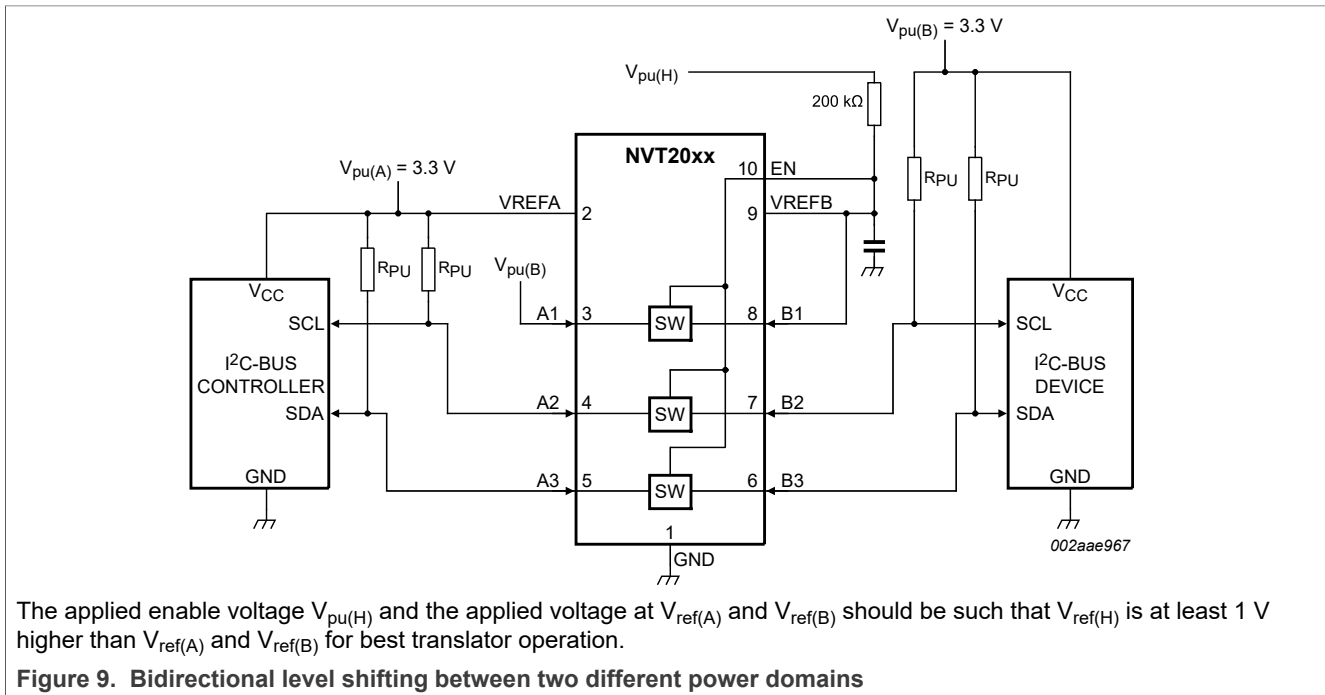 Vpu(B) = 3.3 V
Vpu(H)
200 kΩ
NVT20xx
10 EN
Vpu(A) = 3.3 V
RPU
RPU
VREFA
2
9
VREFB
RPU
RPU
Vpu(B)
VCC
VCC
A1
3
SW
8
B1
SCL
SCL
I2C-BUS
CONTROLLER
I2C-BUS
DEVICE
A2
4
SW
7
B2
SDA
SDA
A3
5
SW
6
B3
GND
GND
1
GND
002aae967
The applied enable voltage Vpu(H) and the applied voltage at Vref(A) and Vref(B) should be such that Vref(H) is at least 1 V
higher than Vref(A) and Vref(B) for best translator operation.
Figure 9. Bidirectional level shifting between two different power domains